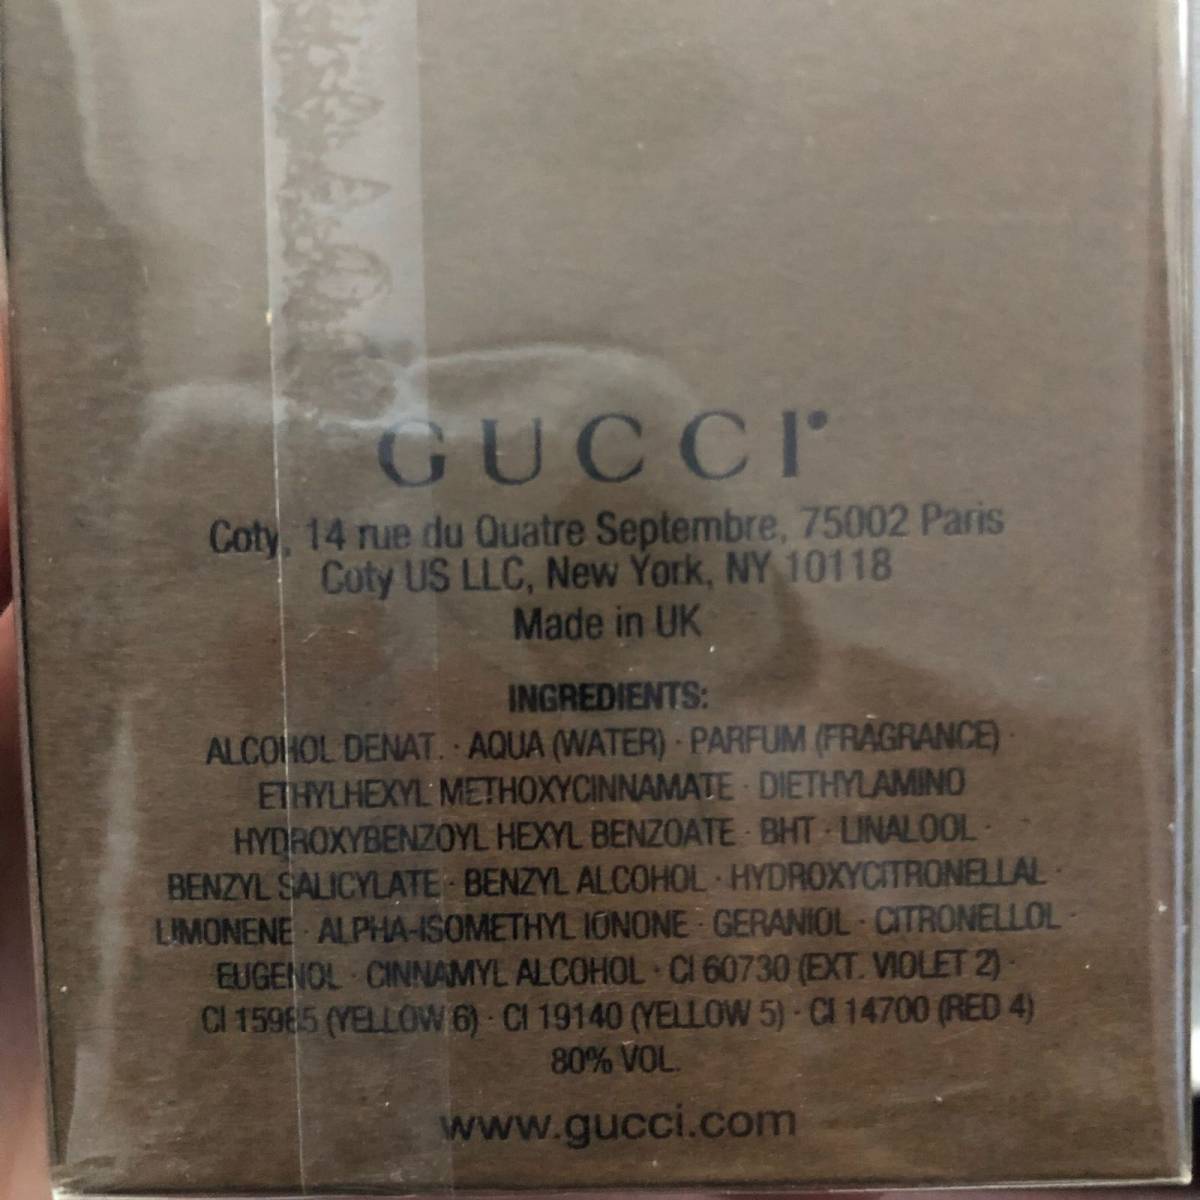 GUCCI
Coty, 14 rue du Quatre Septembre, 75002 Paris
Coty US LLC, New York, NY 10118
Made in UK
INGREDIENTS:
ALCOHOL DENAT. · AQUA (WATER) · PARFUM (FRAGRANCE) ·
ETHYLHEXYL METHOXYCINNAMATE · DIETHYLAMINO
HYDROXYBENZOYL HEXYL BENZOATE · BHT · LINALOOL ·
BENZYL SALICYLATE · BENZYL ALCOHOL · HYDROXYCITRONELLAL ·
LIMONENE · ALPHA-ISOMETHYL IONONE · GERANIOL · CITRONELLOL ·
EUGENOL · CINNAMYL ALCOHOL · CI 60730 (EXT. VIOLET 2) ·
CI 15985 (YELLOW 6) · CI 19140 (YELLOW 5) · CI 14700 (RED 4)
80% VOL.
www.gucci.com